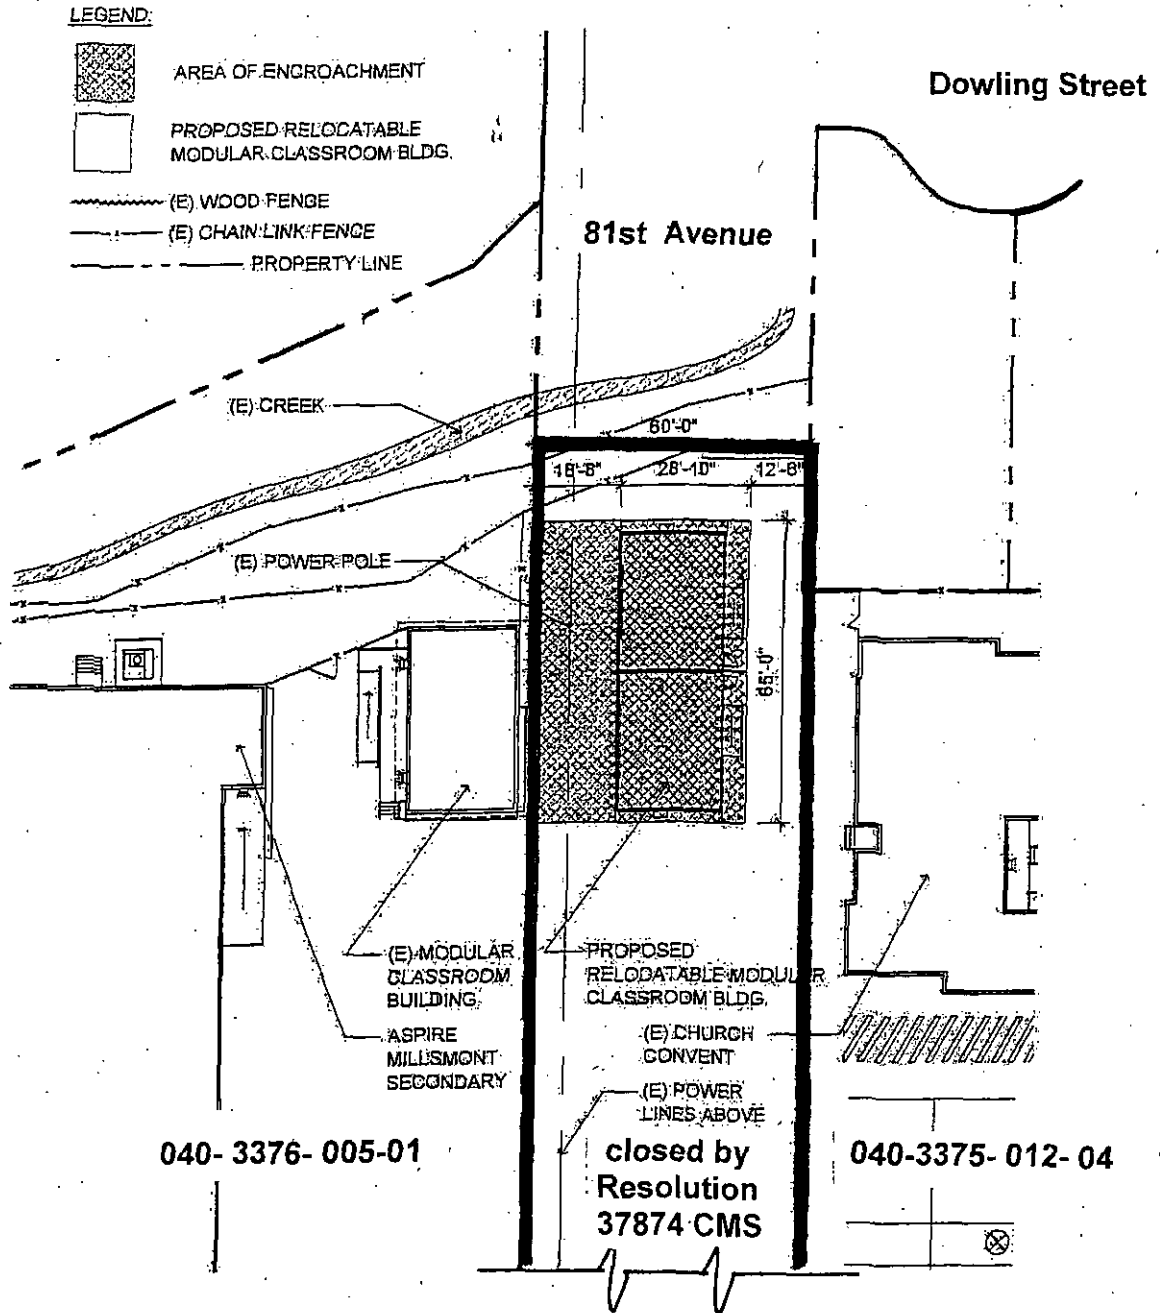 LEGEND:
AREA OF ENCROACHMENT
PROPOSED RELOCATABLE
MODULAR CLASSROOM BLDG.
(E) WOOD FENCE
(E) CHAIN LINK FENCE
PROPERTY LINE
Dowling Street
81st Avenue
(E) CREEK
60'-0"
18'-8"
28'-10"
12'-6"
(E) POWER POLE
65'-0"
(E) MODULAR
CLASSROOM
BUILDING
PROPOSED
RELODATABLE MODULAR
CLASSROOM BLDG.
ASPIRE
MILLSMONT
SECONDARY
(E) CHURCH
CONVENT
(E) POWER
LINES ABOVE
040- 3376- 005-01
closed by
Resolution
37874 CMS
040-3375- 012- 04